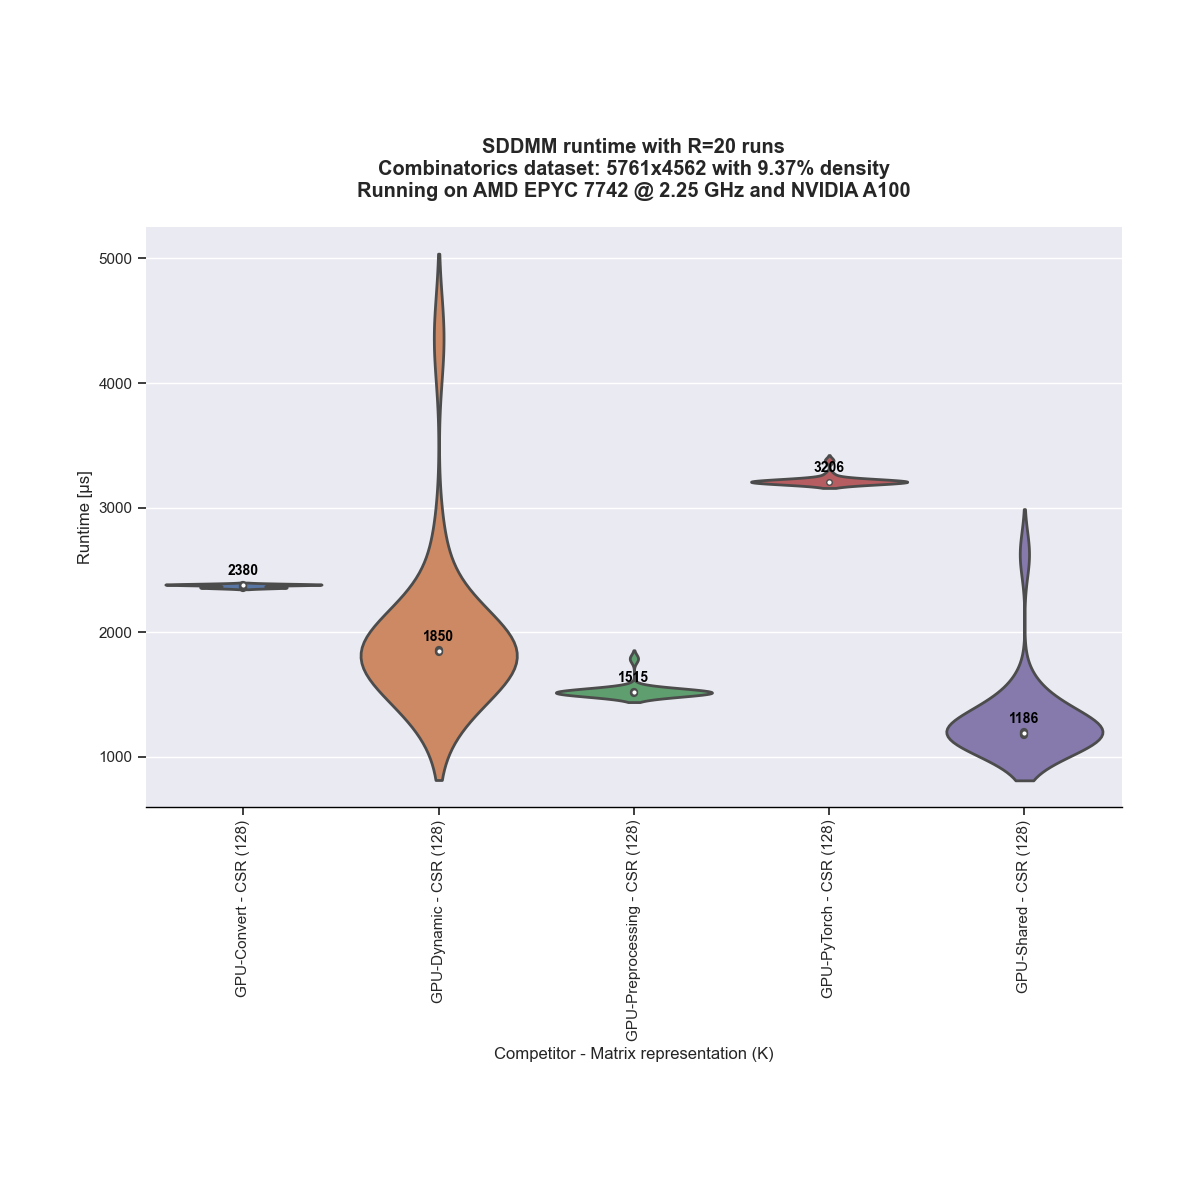 SDDMM runtime with R=20 runs
Combinatorics dataset: 5761x4562 with 9.37% density
Running on AMD EPYC 7742 @ 2.25 GHz and NVIDIA A100
Runtime [µs]
5000
4000
3000
2000
1000
2380
1850
1515
3206
1186
GPU-Convert - CSR (128)
GPU-Dynamic - CSR (128)
GPU-Preprocessing - CSR (128)
GPU-PyTorch - CSR (128)
GPU-Shared - CSR (128)
Competitor - Matrix representation (K)